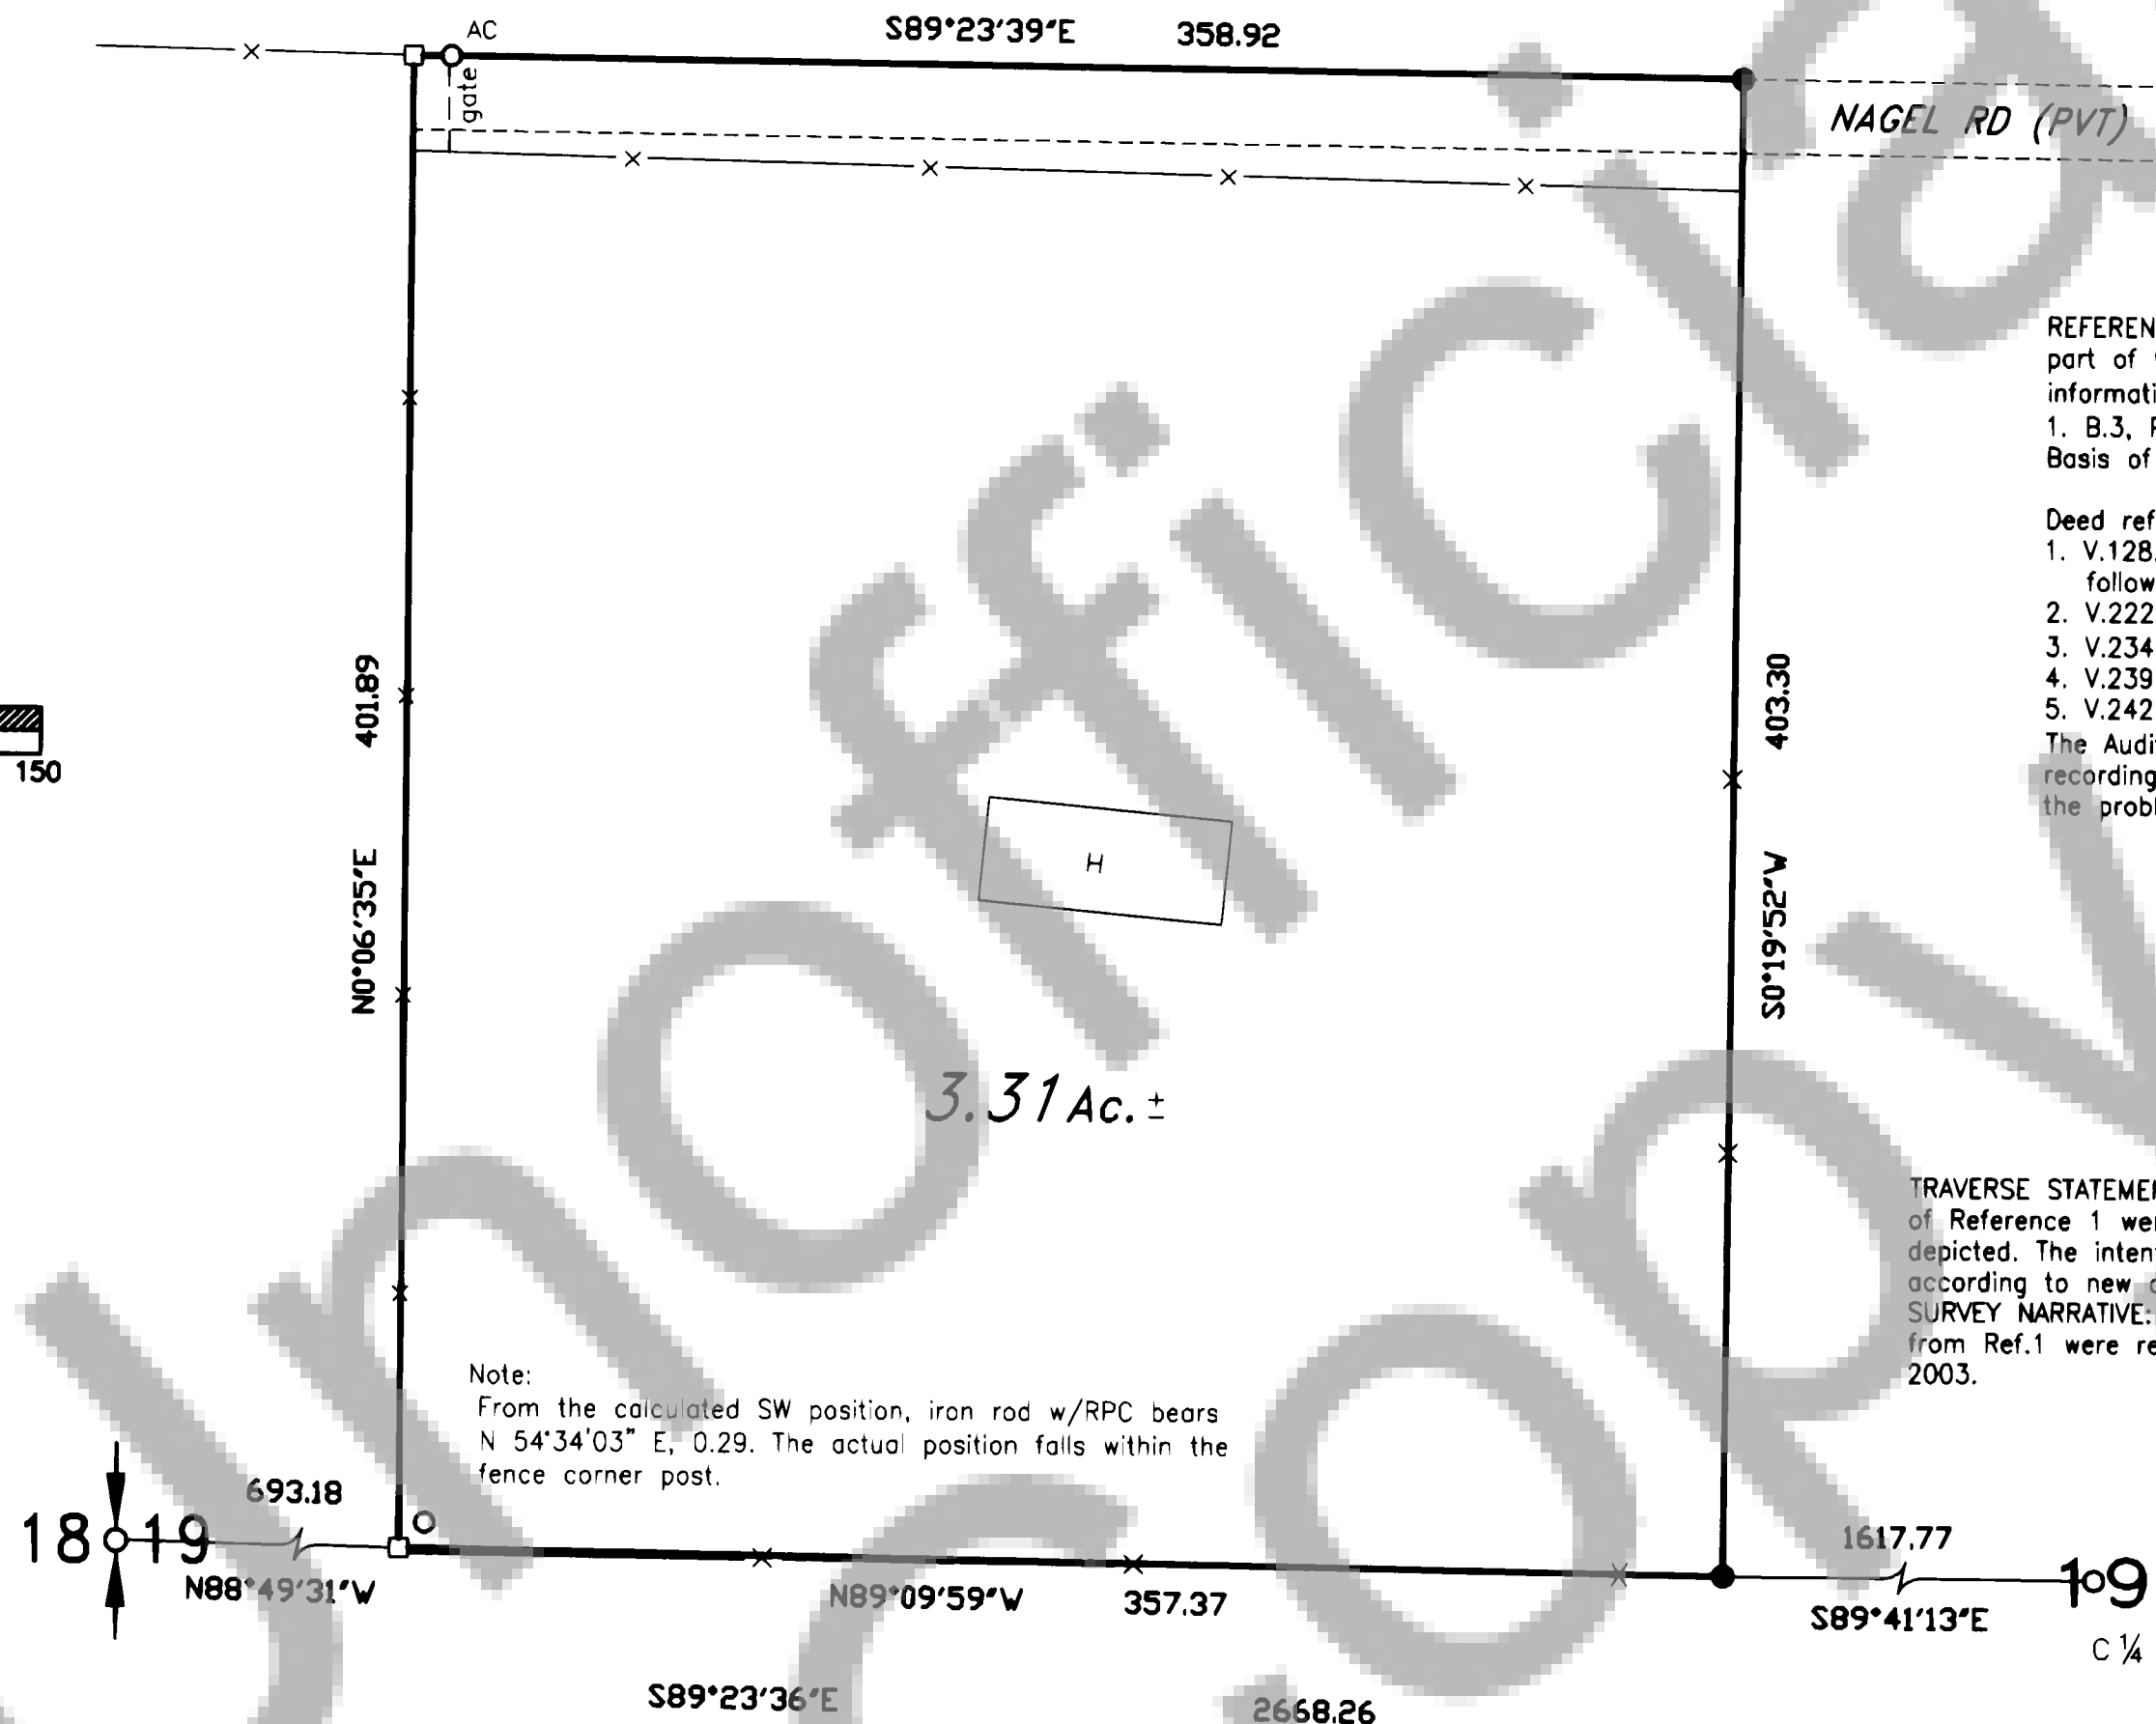 AC
S89°23'39"E 358.92
gate
NAGEL RD (PVT)
REFEREN
part of
informati
1. B.3,
Basis of
Deed ref
1. V.128
follow
2. V.222
3. V.234
4. V.239
5. V.242
The Audi
recording
the probl
401.89
N0°06'35"E
403.30
S0°19'52"W
150
H
3.31 Ac. ±
TRAVERSE STATEME
of Reference 1 wer
depicted. The inten
according to new
SURVEY NARRATIVE:
from Ref.1 were re
2003.
Note:
From the calculated SW position, iron rod w/RPC bears
N 54°34'03" E, 0.29. The actual position falls within the
fence corner post.
693.18
18 19
N88°49'31"W
N89°09'59"W 357.37
1617.77
19
S89°41'13"E
C ¼
S89°23'36"E 2668.26
Unofficial
Copy